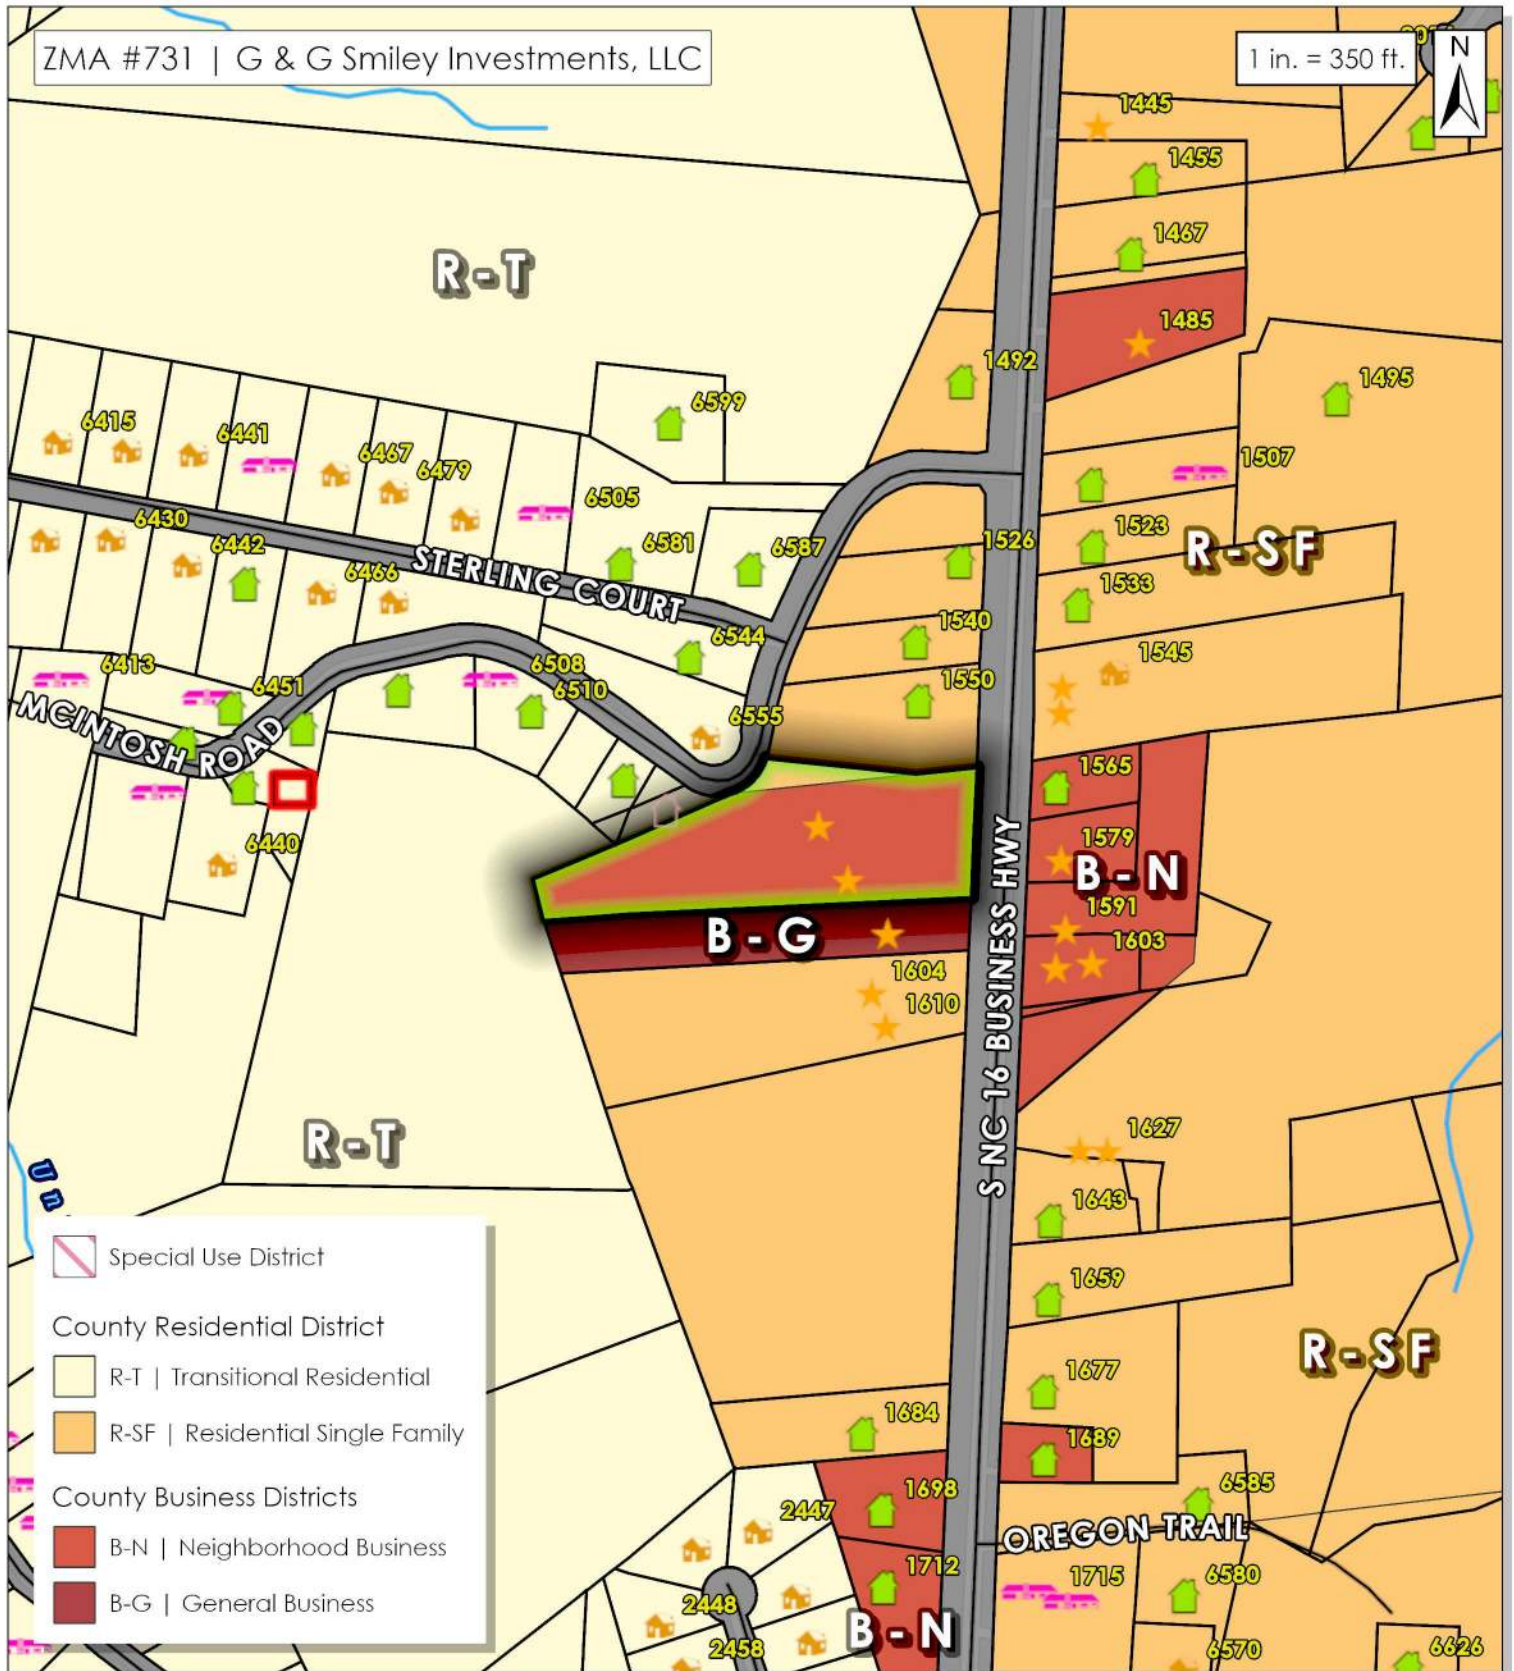 ZMA #731 | G & G Smiley Investments, LLC
1 in. = 350 ft.
N
1445
1455
R-T
1467
1485
1492
1495
6599
6415
6441
6467
6479
1507
6505
6430
6442
6581
6587
1526
1523
R-SF
STERLING COURT
6466
1533
6544
1540
6413
6508
1545
6451
6510
1550
MCINTOSH ROAD
6555
1565
6440
1579
B-N
S NC 16 BUSINESS HWY
1591
B-G
1603
1604
1610
R-T
1627
Un
1643
1659
R-SF
1677
1684
1689
1698
6585
2447
OREGON TRAIL
1712
1715
6580
2448
B-N
2458
6570
6626
Special Use District
County Residential District
R-T | Transitional Residential
R-SF | Residential Single Family
County Business Districts
B-N | Neighborhood Business
B-G | General Business